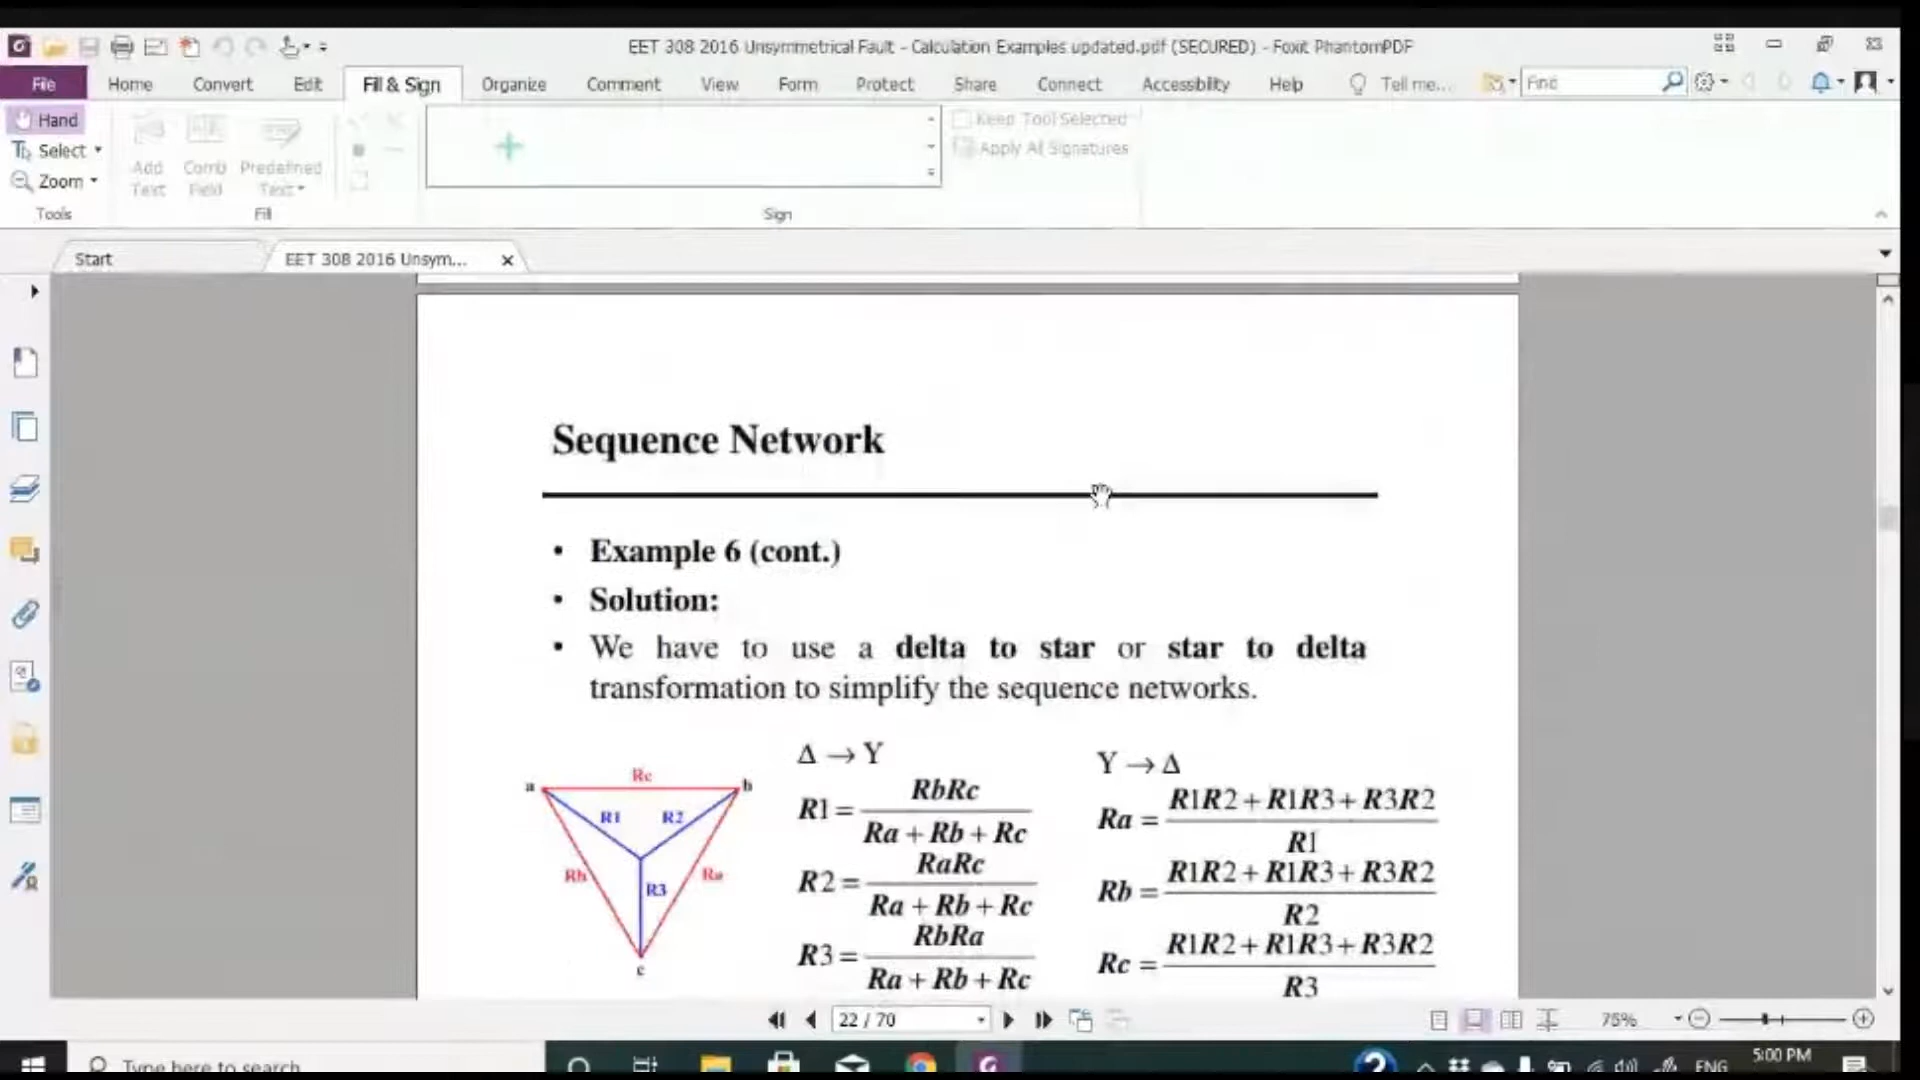 EET 308 2016 Unsymmetrical Fault - Calculation Examples updated.pdf (SECURED) - Foxit PhantomPDF
File Home Convert Edit Fill & Sign Organize Comment View Form Protect Share Connect Accessibility Help Tell me... Find
Hand
Select
Zoom
Tools
Add Text
Comb Field
Predefined Text
Fill
Keep Tool Selected
Apply All Signatures
Sign
Start
EET 308 2016 Unsym...
Sequence Network
• Example 6 (cont.)
• Solution:
• We have to use a delta to star or star to delta
transformation to simplify the sequence networks.
a
b
c
Rc
R1
R2
Rb
R3
Ra
Δ → Y
R1 = RbRc / Ra + Rb + Rc
R2 = RaRc / Ra + Rb + Rc
R3 = RbRa / Ra + Rb + Rc
Y → Δ
Ra = R1R2 + R1R3 + R3R2 / R1
Rb = R1R2 + R1R3 + R3R2 / R2
Rc = R1R2 + R1R3 + R3R2 / R3
22 / 70
75%
Type here to search
ENG
5:00 PM